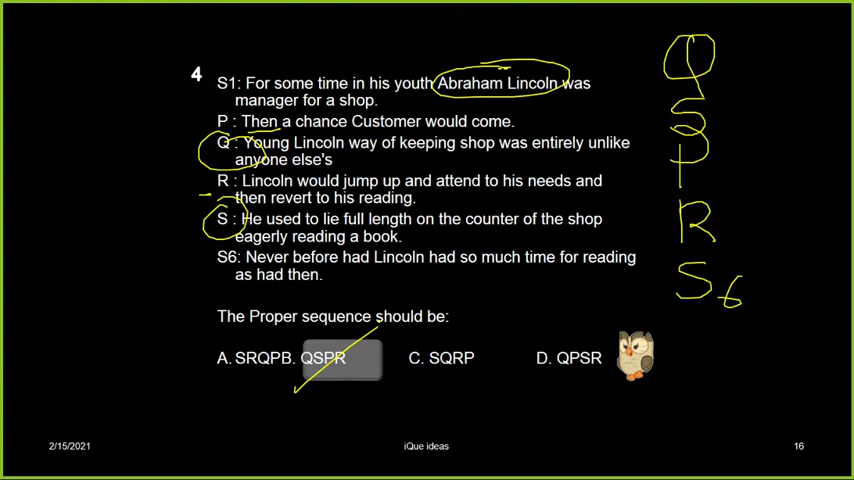 4
S1: For some time in his youth Abraham Lincoln was
manager for a shop.
P : Then a chance Customer would come.
Q : Young Lincoln way of keeping shop was entirely unlike
anyone else's
R : Lincoln would jump up and attend to his needs and
then revert to his reading.
S : He used to lie full length on the counter of the shop
eagerly reading a book.
S6: Never before had Lincoln had so much time for reading
as had then.
The Proper sequence should be:
A. SRQPB. QSPR C. SQRP D. QPSR
Q
S
P
R
S6
2/15/2021 iQue ideas 16